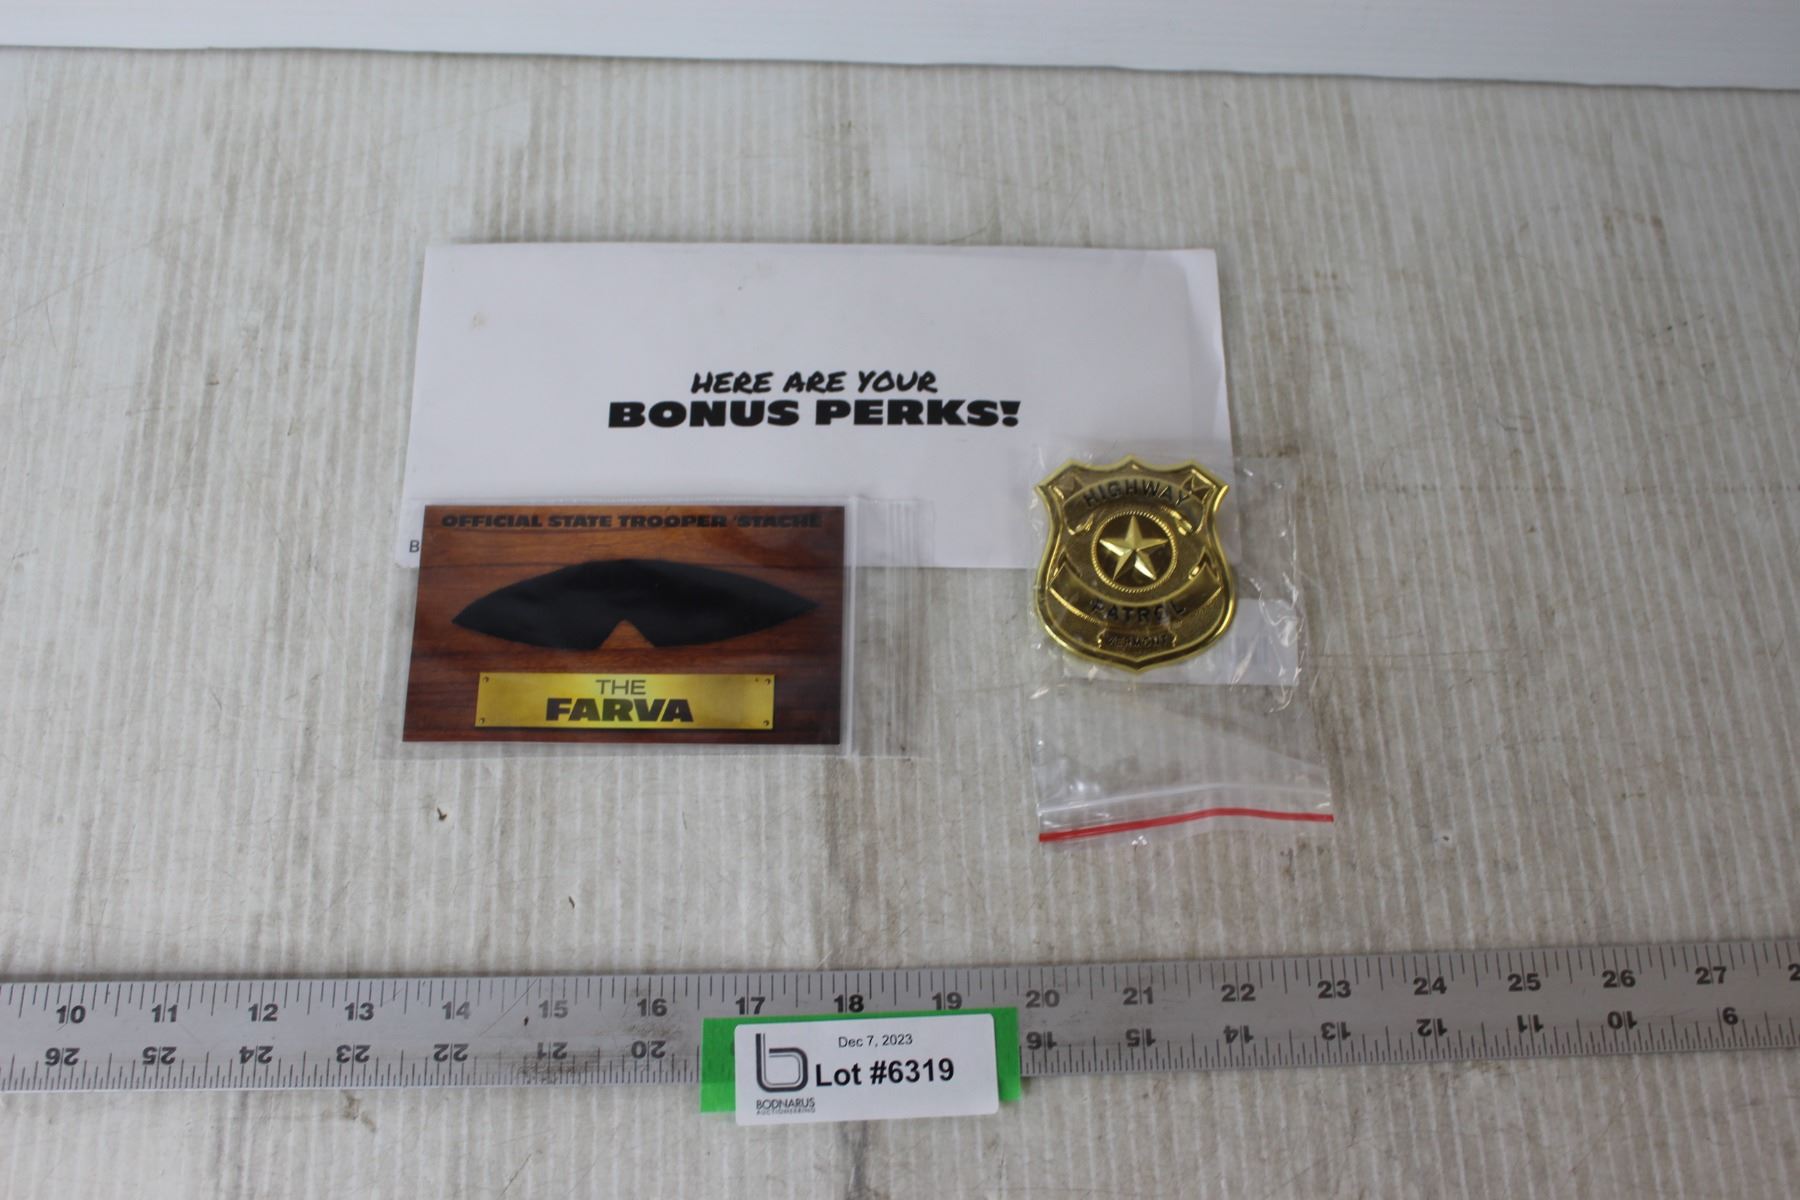 HERE ARE YOUR
BONUS PERKS!
B
OFFICIAL STATE TROOPER 'STACHE
THE
FARVA
HIGHWAY
PATROL
VERMONT
10 11 12 13 14 15 16 17 18 19 20 21 22 23 24 25 26 27
26 25 24 23 22 21 20 16 15 14 13 12 11 10 9
Dec 7, 2023
Lot #6319
BODNARUS
AUCTIONEERING